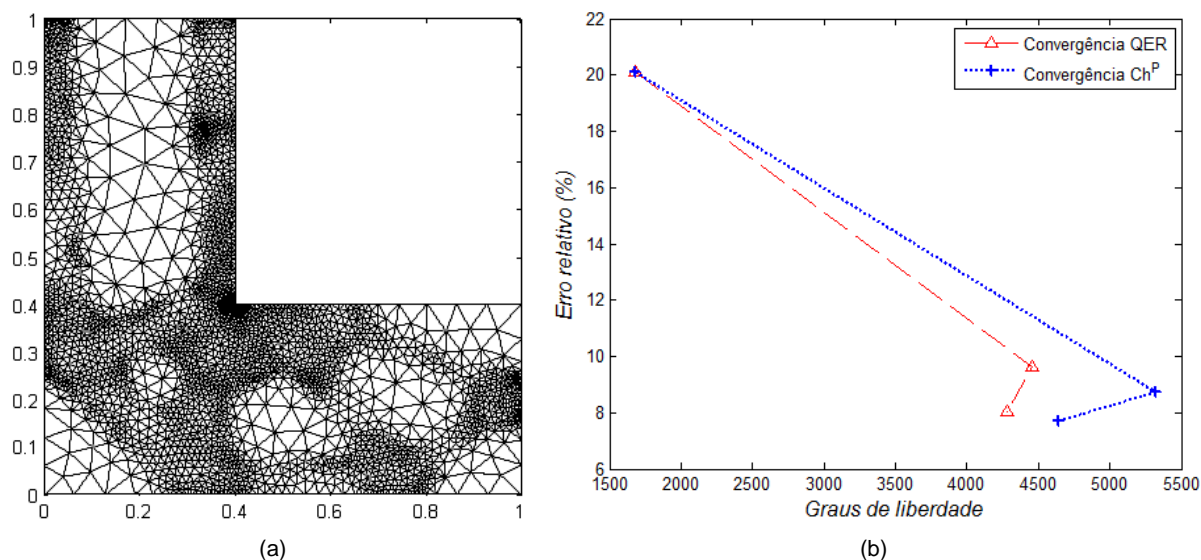 1
0.9
0.8
0.7
0.6
0.5
0.4
0.3
0.2
0.1
0
0 0.2 0.4 0.6 0.8 1
(a)
22
20
18
16
14
12
10
8
6
Erro relativo (%)
Convergência QER
Convergência Ch^P
1500 2000 2500 3000 3500 4000 4500 5000 5500
Graus de liberdade
(b)